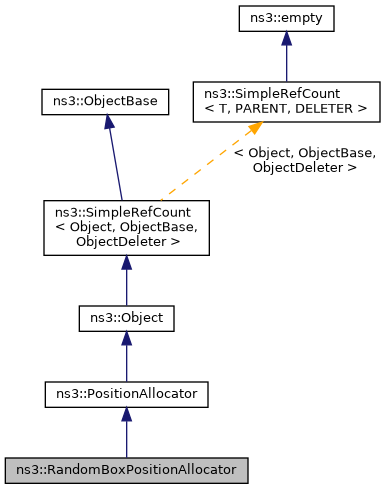 ns3::empty
ns3::SimpleRefCount
< T, PARENT, DELETER >
ns3::ObjectBase
< Object, ObjectBase,
ObjectDeleter >
ns3::SimpleRefCount
< Object, ObjectBase,
ObjectDeleter >
ns3::Object
ns3::PositionAllocator
ns3::RandomBoxPositionAllocator